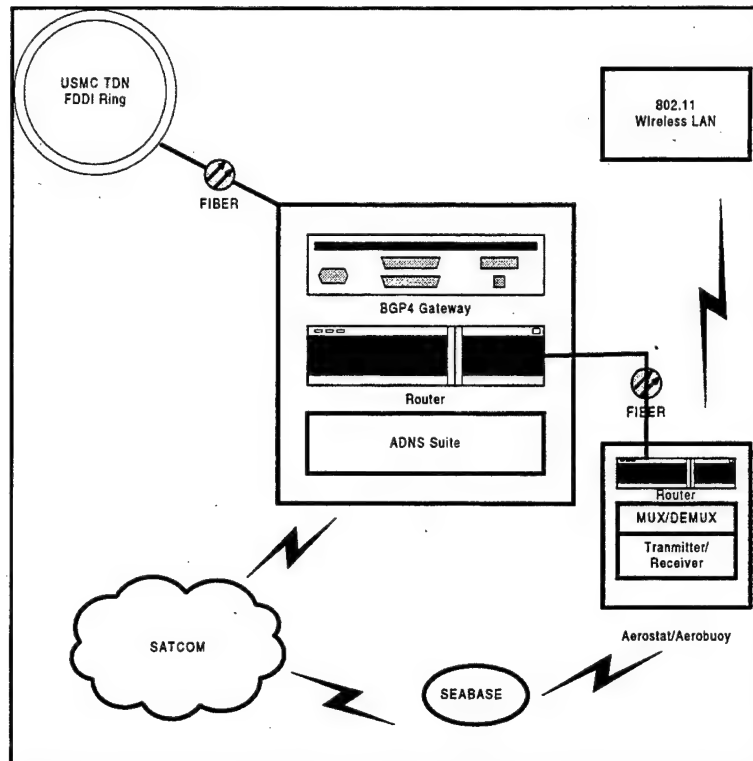 USMC TDN
FDDI Ring
802.11
Wireless LAN
FIBER
BGP4 Gateway
Router
FIBER
ADNS Suite
Router
MUX/DEMUX
Tranmitter/
Receiver
Aerostat/Aerobuoy
SATCOM
SEABASE